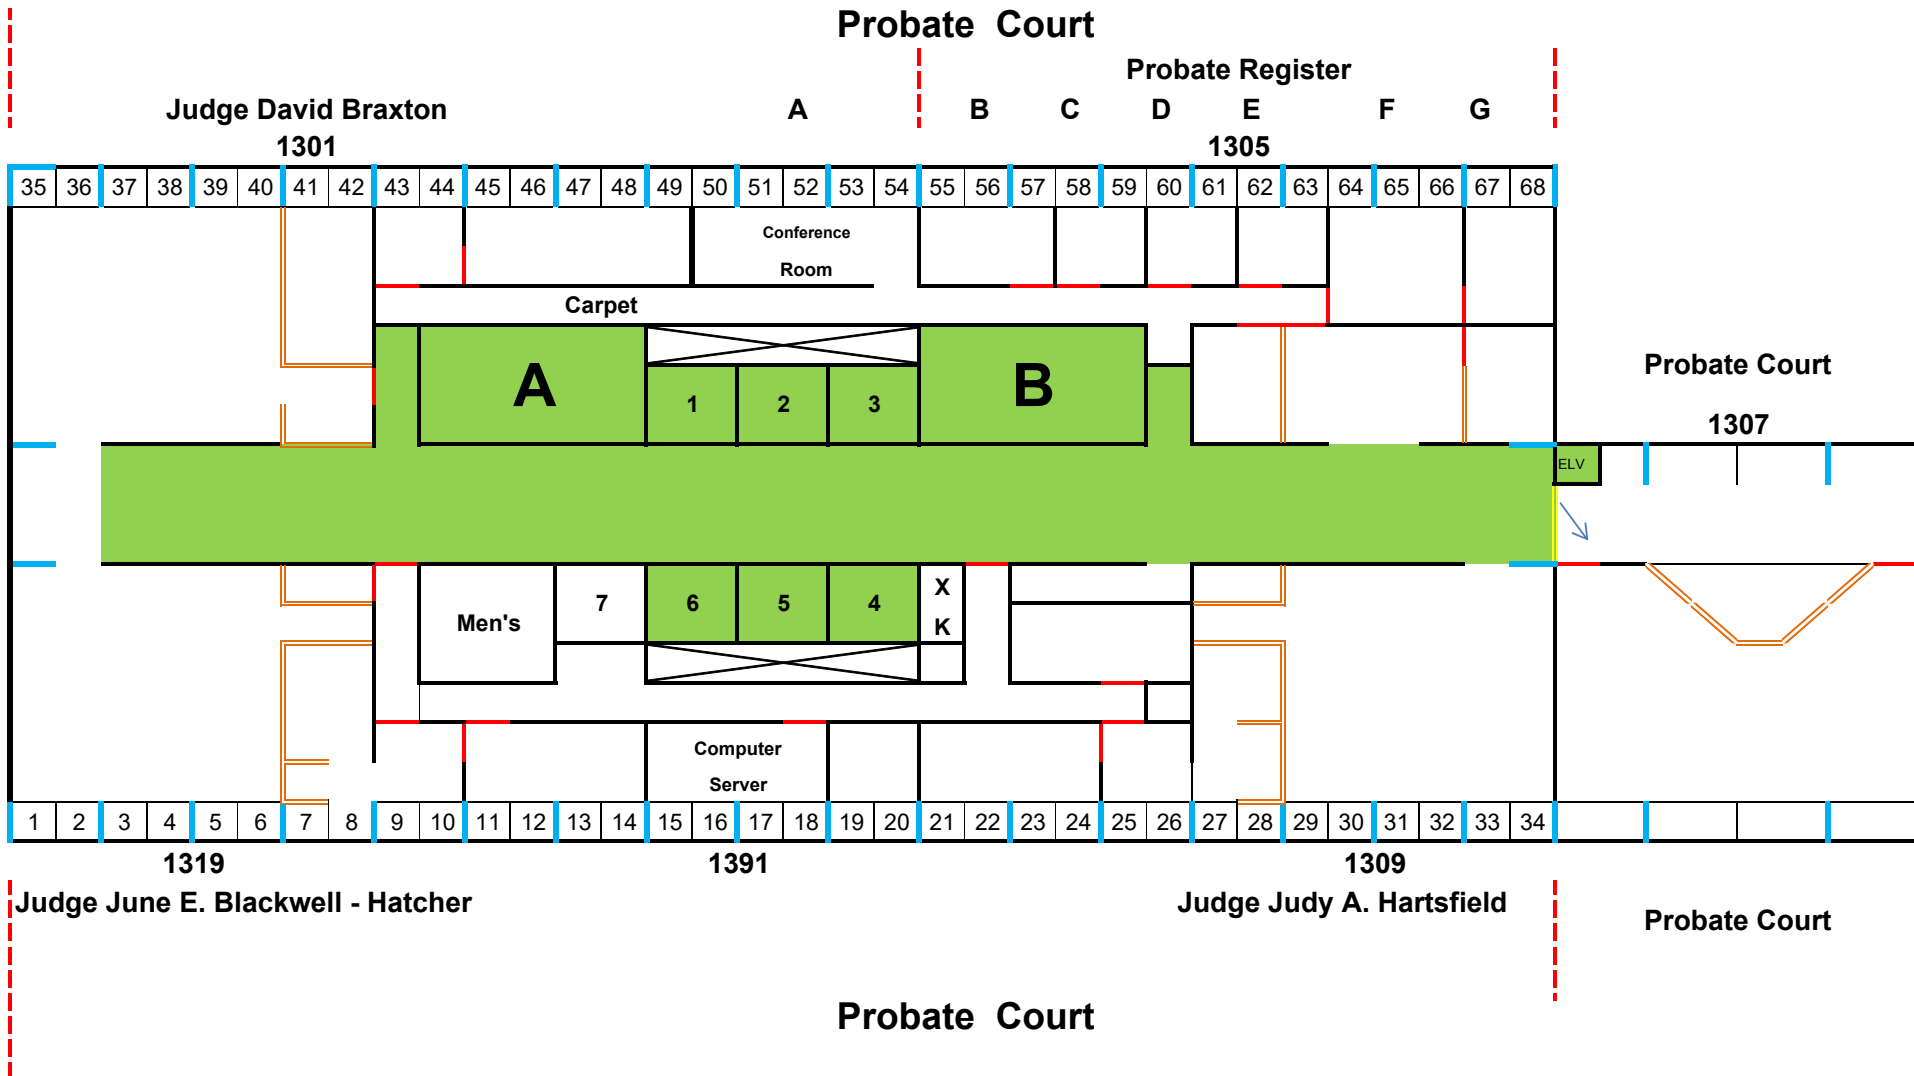 Probate Court
Probate Register
Judge David Braxton A B C D E F G
1301 1305
35 36 37 38 39 40 41 42 43 44 45 46 47 48 49 50 51 52 53 54 55 56 57 58 59 60 61 62 63 64 65 66 67 68
Conference
Room
Carpet
A B
Probate Court
1 2 3
1307
ELV
X
7 6 5 4
Men's K
Computer
Server
1 2 3 4 5 6 7 8 9 10 11 12 13 14 15 16 17 18 19 20 21 22 23 24 25 26 27 28 29 30 31 32 33 34
1319 1391 1309
Judge June E. Blackwell - Hatcher Judge Judy A. Hartsfield
Probate Court
Probate Court